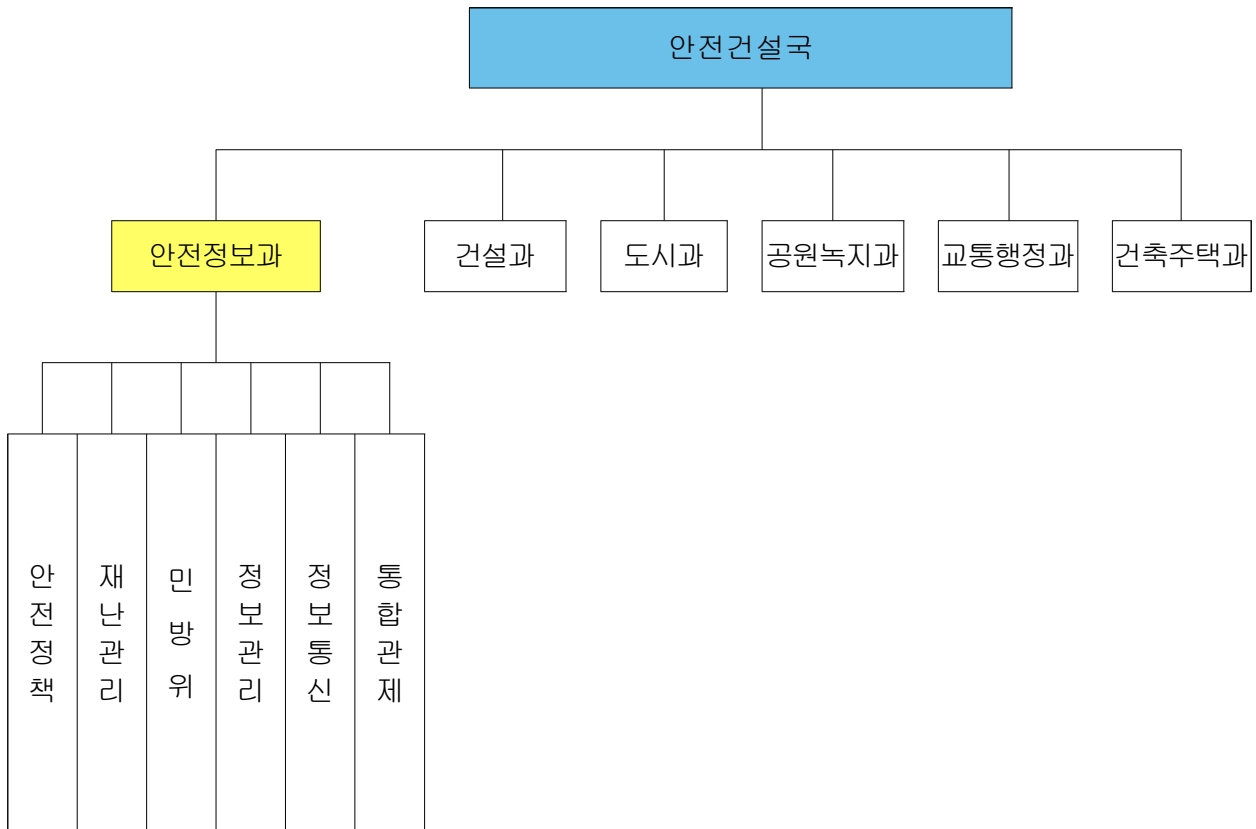 안전건설국
안전정보과
건설과
도시과
공원녹지과
교통행정과
건축주택과
안전정책
재난관리
민방위
정보관리
정보통신
통합관제